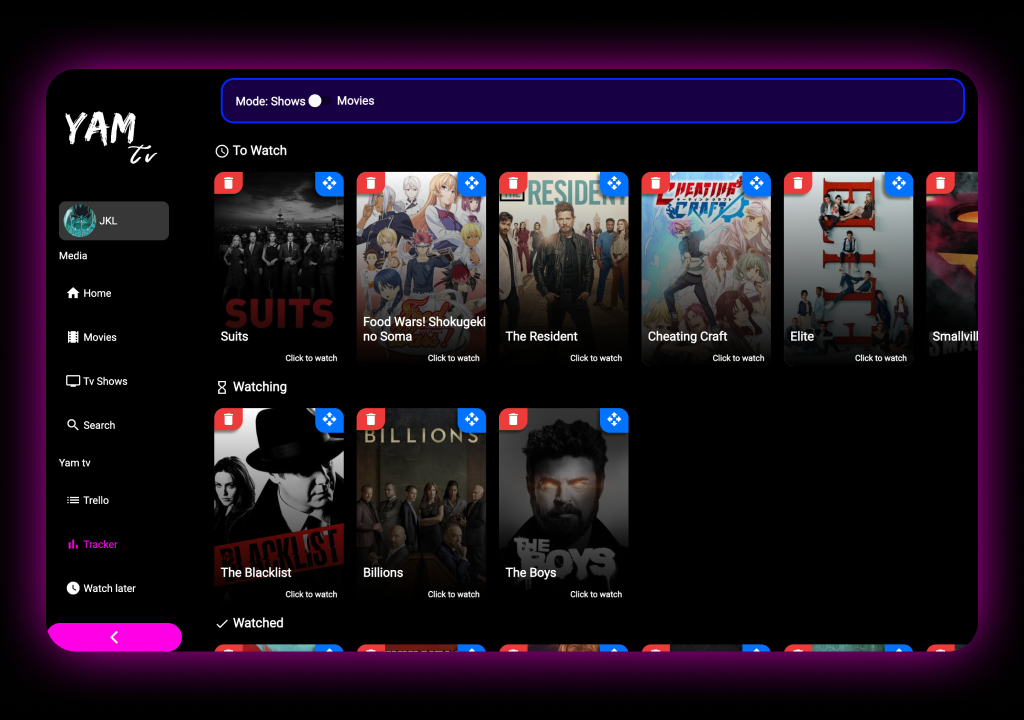 YAM
tv
Mode: Shows Movies
JKL
Media
Home
Movies
Tv Shows
Search
Yam tv
Trello
Tracker
Watch later
To Watch
SUITS
Suits
Click to watch
Food Wars! Shokugeki
no Soma
Click to watch
THE
RESIDENT
The Resident
Click to watch
CHEATING
CRAFT
Cheating Craft
Click to watch
ELITE
Elite
Click to watch
Smallvill
Watching
BLACKLIST
The Blacklist
Click to watch
BILLIONS
Billions
Click to watch
THE
BOYS
The Boys
Click to watch
Watched